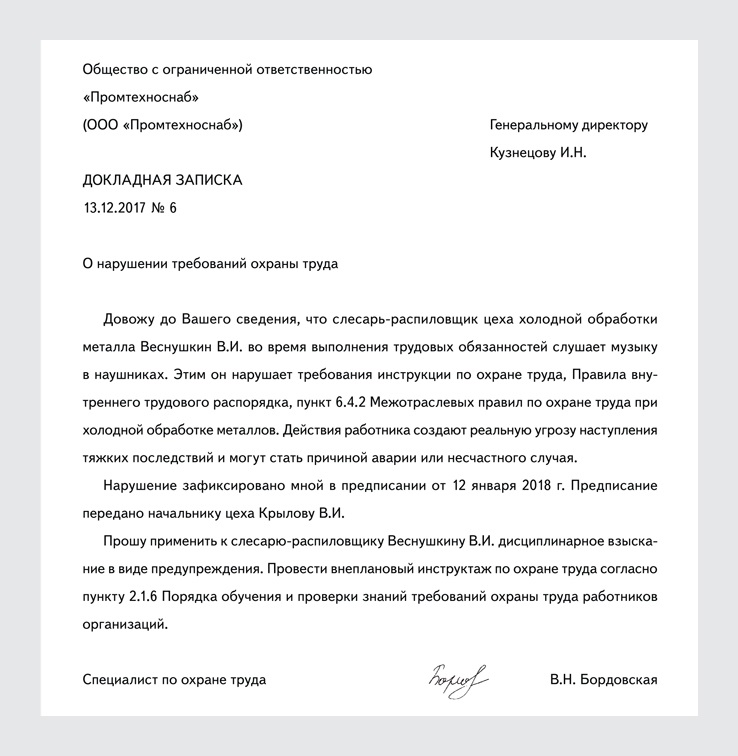 Общество с ограниченной ответственностью
«Промтехноснаб»
(ООО «Промтехноснаб»)
Генеральному директору
Кузнецову И.Н.
ДОКЛАДНАЯ ЗАПИСКА
13.12.2017 № 6
О нарушении требований охраны труда
Довожу до Вашего сведения, что слесарь-распиловщик цеха холодной обработки
металла Веснушкин В.И. во время выполнения трудовых обязанностей слушает музыку
в наушниках. Этим он нарушает требования инструкции по охране труда, Правила вну-
треннего трудового распорядка, пункт 6.4.2 Межотраслевых правил по охране труда при
холодной обработке металлов. Действия работника создают реальную угрозу наступления
тяжких последствий и могут стать причиной аварии или несчастного случая.
Нарушение зафиксировано мной в предписании от 12 января 2018 г. Предписание
передано начальнику цеха Крылову В.И.
Прошу применить к слесарю-распиловщику Веснушкину В.И. дисциплинарное взыска-
ние в виде предупреждения. Провести внеплановый инструктаж по охране труда согласно
пункту 2.1.6 Порядка обучения и проверки знаний требований охраны труда работников
организаций.
Специалист по охране труда В.Н. Бордовская